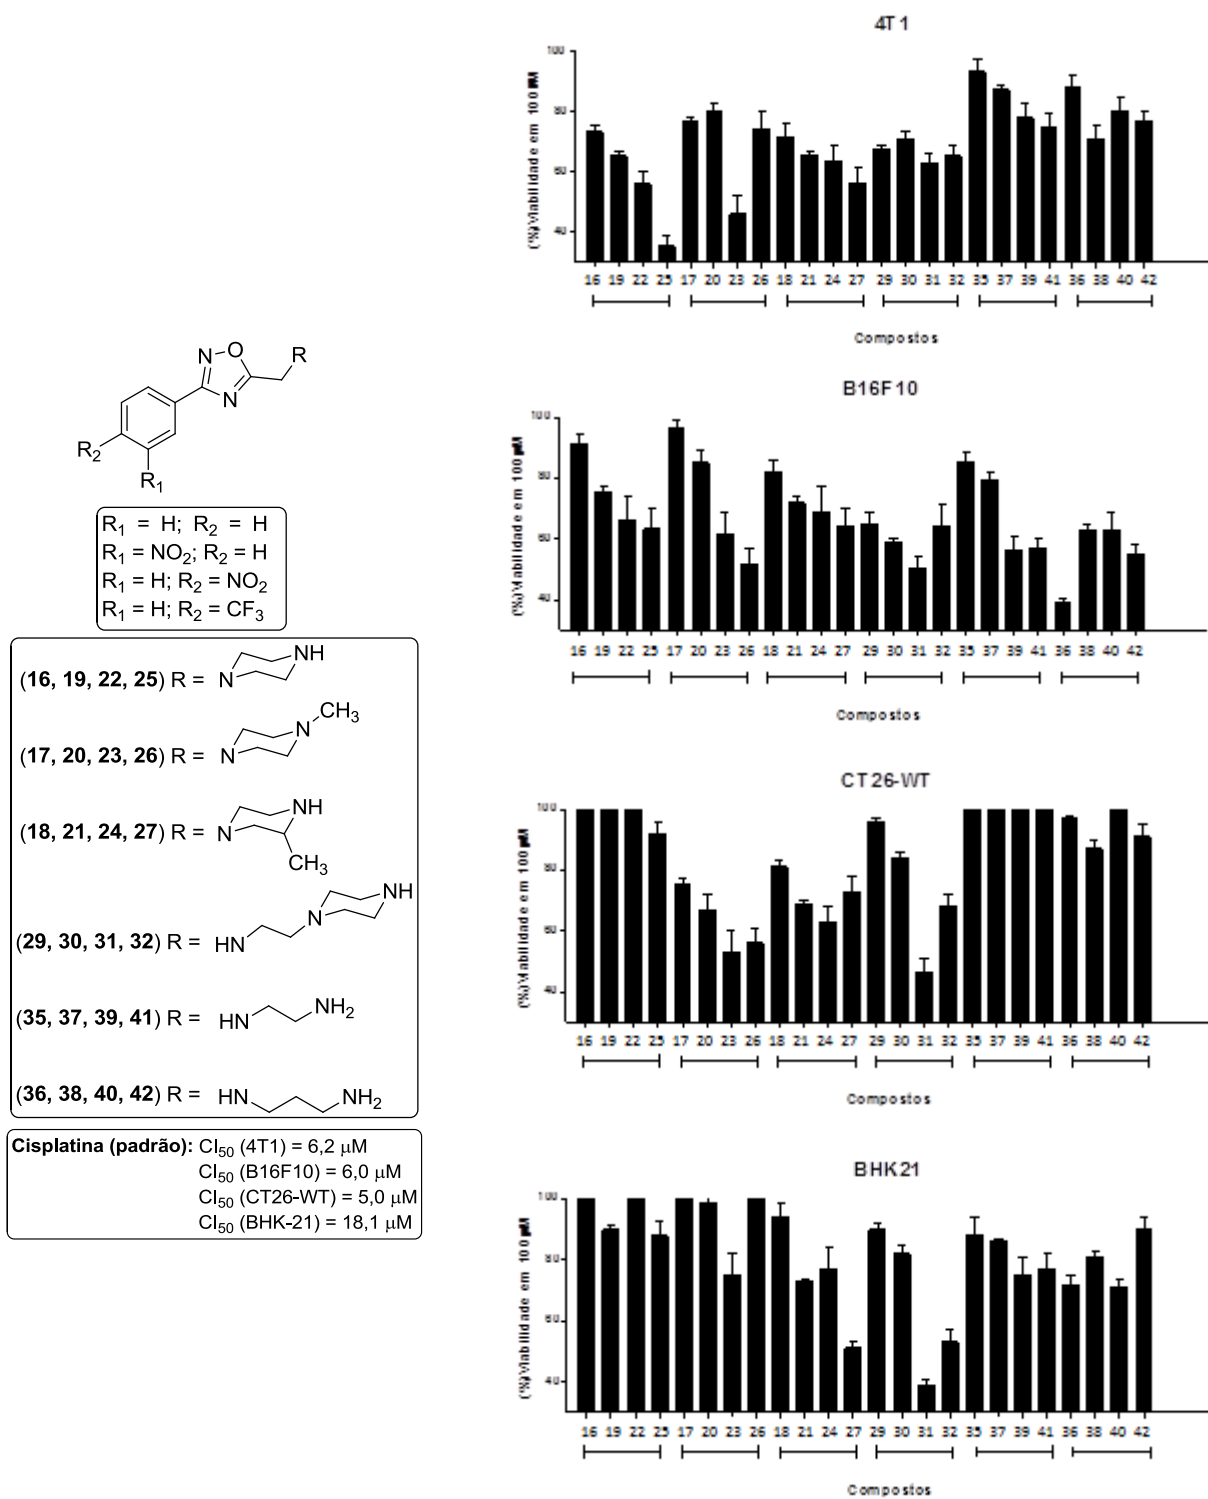 4T1
(%) Viabilidade em 100 µM
100
80
60
40
16 19 22 25 17 20 23 26 18 21 24 27 29 30 31 32 35 37 39 41 36 38 40 42
Compostos
B16F10
(%) Viabilidade em 100 µM
100
80
60
40
16 19 22 25 17 20 23 26 18 21 24 27 29 30 31 32 35 37 39 41 36 38 40 42
Compostos
CT26-WT
(%) Viabilidade em 100 µM
100
80
60
40
16 19 22 25 17 20 23 26 18 21 24 27 29 30 31 32 35 37 39 41 36 38 40 42
Compostos
BHK21
(%) Viabilidade em 100 µM
100
80
60
40
16 19 22 25 17 20 23 26 18 21 24 27 29 30 31 32 35 37 39 41 36 38 40 42
Compostos
N O R
N
R2
R1
R1 = H; R2 = H
R1 = NO2; R2 = H
R1 = H; R2 = NO2
R1 = H; R2 = CF3
(16, 19, 22, 25) R = N NH
(17, 20, 23, 26) R = N N CH3
(18, 21, 24, 27) R = N NH
CH3
(29, 30, 31, 32) R = HN N NH
(35, 37, 39, 41) R = HN NH2
(36, 38, 40, 42) R = HN NH2
Cisplatina (padrão): CI50 (4T1) = 6,2 µM
CI50 (B16F10) = 6,0 µM
CI50 (CT26-WT) = 5,0 µM
CI50 (BHK-21) = 18,1 µM